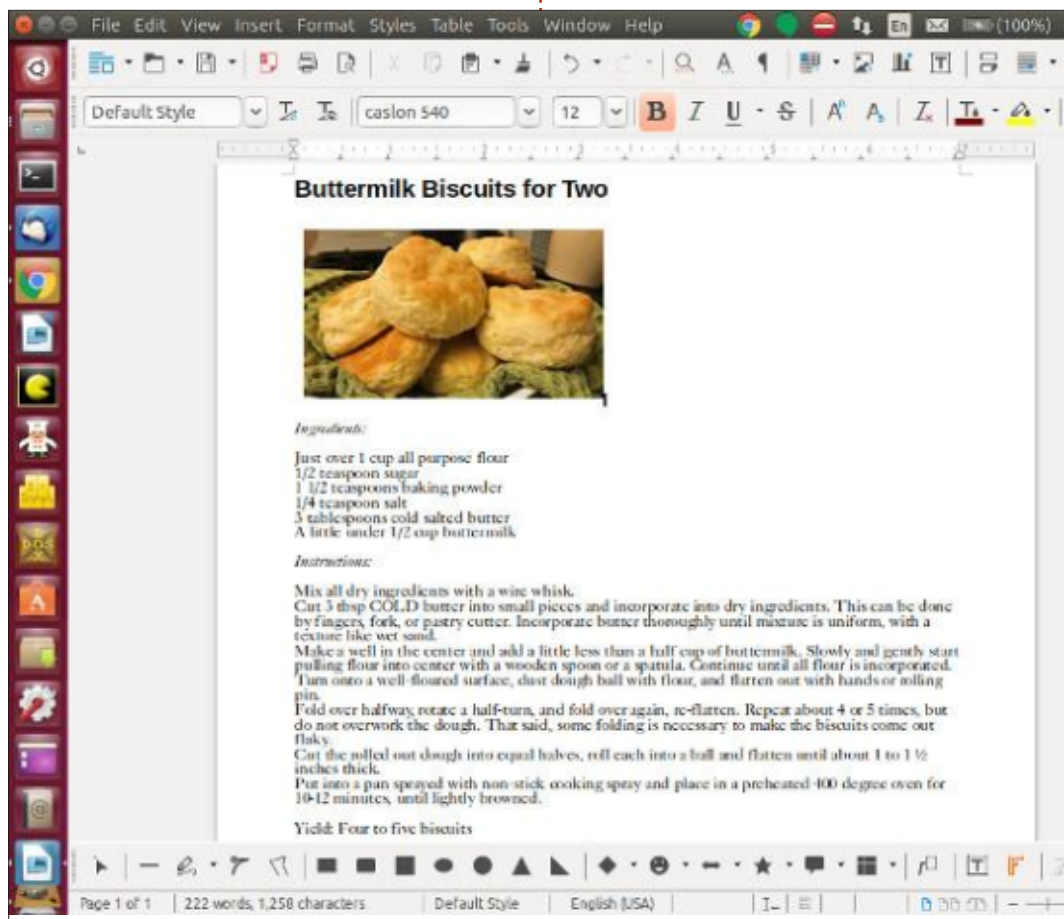 File Edit View Insert Format Styles Table Tools Window Help En (100%)
Default Style caslon 540 12 B I U S
Buttermilk Biscuits for Two
Ingredients:
Just over 1 cup all purpose flour
1/2 teaspoon sugar
1 1/2 teaspoons baking powder
1/4 teaspoon salt
3 tablespoons cold salted butter
A little under 1/2 cup buttermilk
Instructions:
Mix all dry ingredients with a wire whisk.
Cut 3 tbsp COLD butter into small pieces and incorporate into dry ingredients. This can be done
by fingers, fork, or pastry cutter. Incorporate butter thoroughly until mixture is uniform, with a
texture like wet sand.
Make a well in the center and add a little less than a half cup of buttermilk. Slowly and gently start
pulling flour into center with a wooden spoon or a spatula. Continue until all flour is incorporated.
Turn onto a well-floured surface, dust dough ball with flour, and flatten out with hands or rolling
pin.
Fold over halfway, rotate a half-turn, and fold over again, re-flatten. Repeat about 4 or 5 times, but
do not overwork the dough. That said, some folding is necessary to make the biscuits come out
flaky.
Cut the rolled out dough into equal halves, roll each into a ball and flatten until about 1 to 1 ½
inches thick.
Put into a pan sprayed with non-stick cooking spray and place in a preheated 400 degree oven for
10-12 minutes, until lightly browned.
Yield: Four to five biscuits
Page 1 of 1 222 words, 1,258 characters Default Style English (USA)